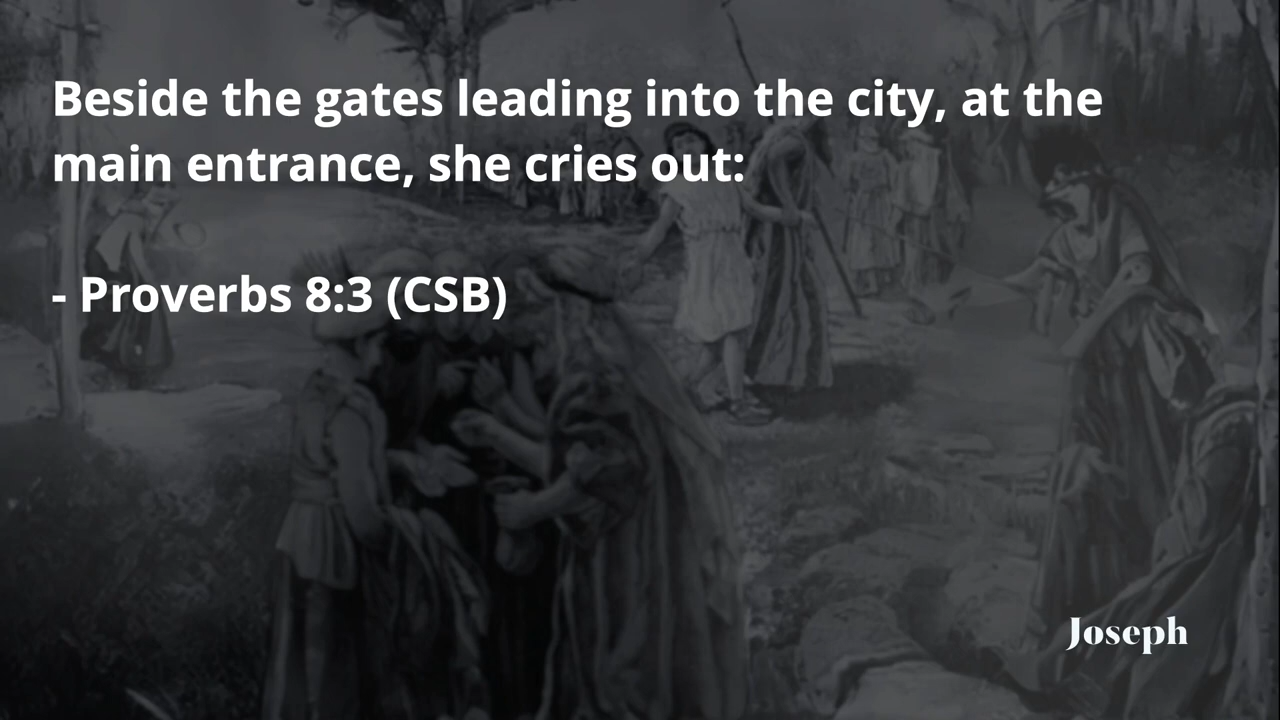 Beside the gates leading into the city, at the
main entrance, she cries out:
- Proverbs 8:3 (CSB)
Joseph